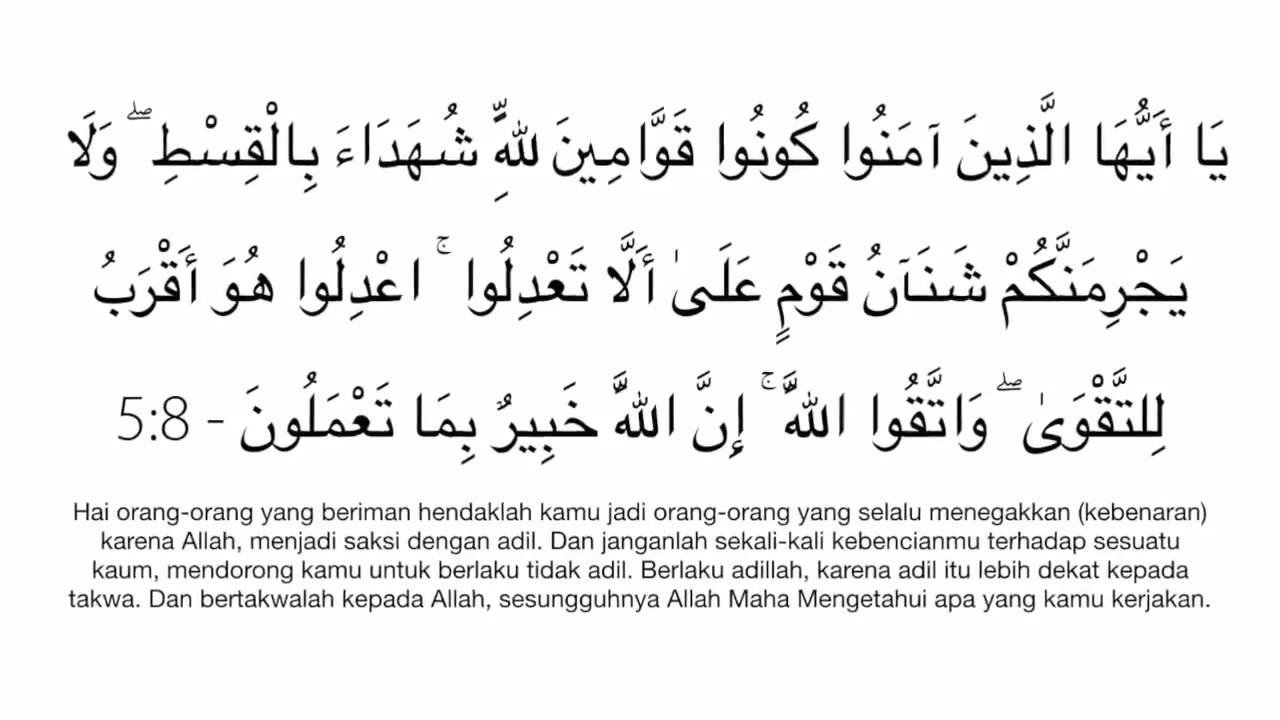 يَا أَيُّهَا الَّذِينَ آمَنُوا كُونُوا قَوَّامِينَ لِلَّهِ شُهَدَاءَ بِالْقِسْطِ ۖ وَلَا
يَجْرِمَنَّكُمْ شَنَآنُ قَوْمٍ عَلَىٰ أَلَّا تَعْدِلُوا ۚ اعْدِلُوا هُوَ أَقْرَبُ
لِلتَّقْوَىٰ ۖ وَاتَّقُوا اللَّهَ ۚ إِنَّ اللَّهَ خَبِيرٌ بِمَا تَعْمَلُونَ - 5:8
Hai orang-orang yang beriman hendaklah kamu jadi orang-orang yang selalu menegakkan (kebenaran)
karena Allah, menjadi saksi dengan adil. Dan janganlah sekali-kali kebencianmu terhadap sesuatu
kaum, mendorong kamu untuk berlaku tidak adil. Berlaku adillah, karena adil itu lebih dekat kepada
takwa. Dan bertakwalah kepada Allah, sesungguhnya Allah Maha Mengetahui apa yang kamu kerjakan.